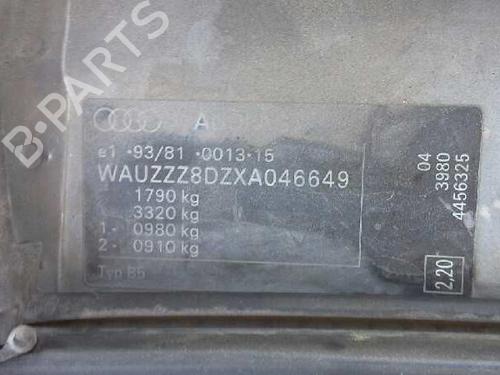 B-PARTS
A
e1 •93/81 •0013•15
WAUZZZ8DZXA046649
1790 kg
3320 kg
1- 0980 kg
2- 0910 kg
Typ B5
04
3980
4456325
2,20